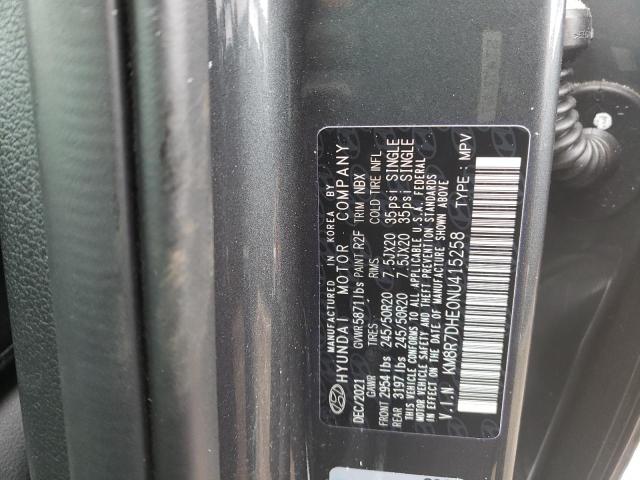 MANUFACTURED IN KOREA BY
HYUNDAI MOTOR COMPANY
DEC/2021 GVWR5871lbs PAINT R2F TRIM NBX
GAWR TIRES RIMS COLD TIRE INFL
FRONT 2954lbs 245/50R20 7.5JX20 35psi SINGLE
REAR 3197lbs 245/50R20 7.5JX20 35psi SINGLE
THIS VEHICLE CONFORMS TO ALL APPLICABLE U.S.A. FEDERAL
MOTOR VEHICLE SAFETY AND THEFT PREVENTION STANDARDS
IN EFFECT ON THE DATE OF MANUFACTURE SHOWN ABOVE
V.I.N KM8R7DHE0NU415258 TYPE : MPV